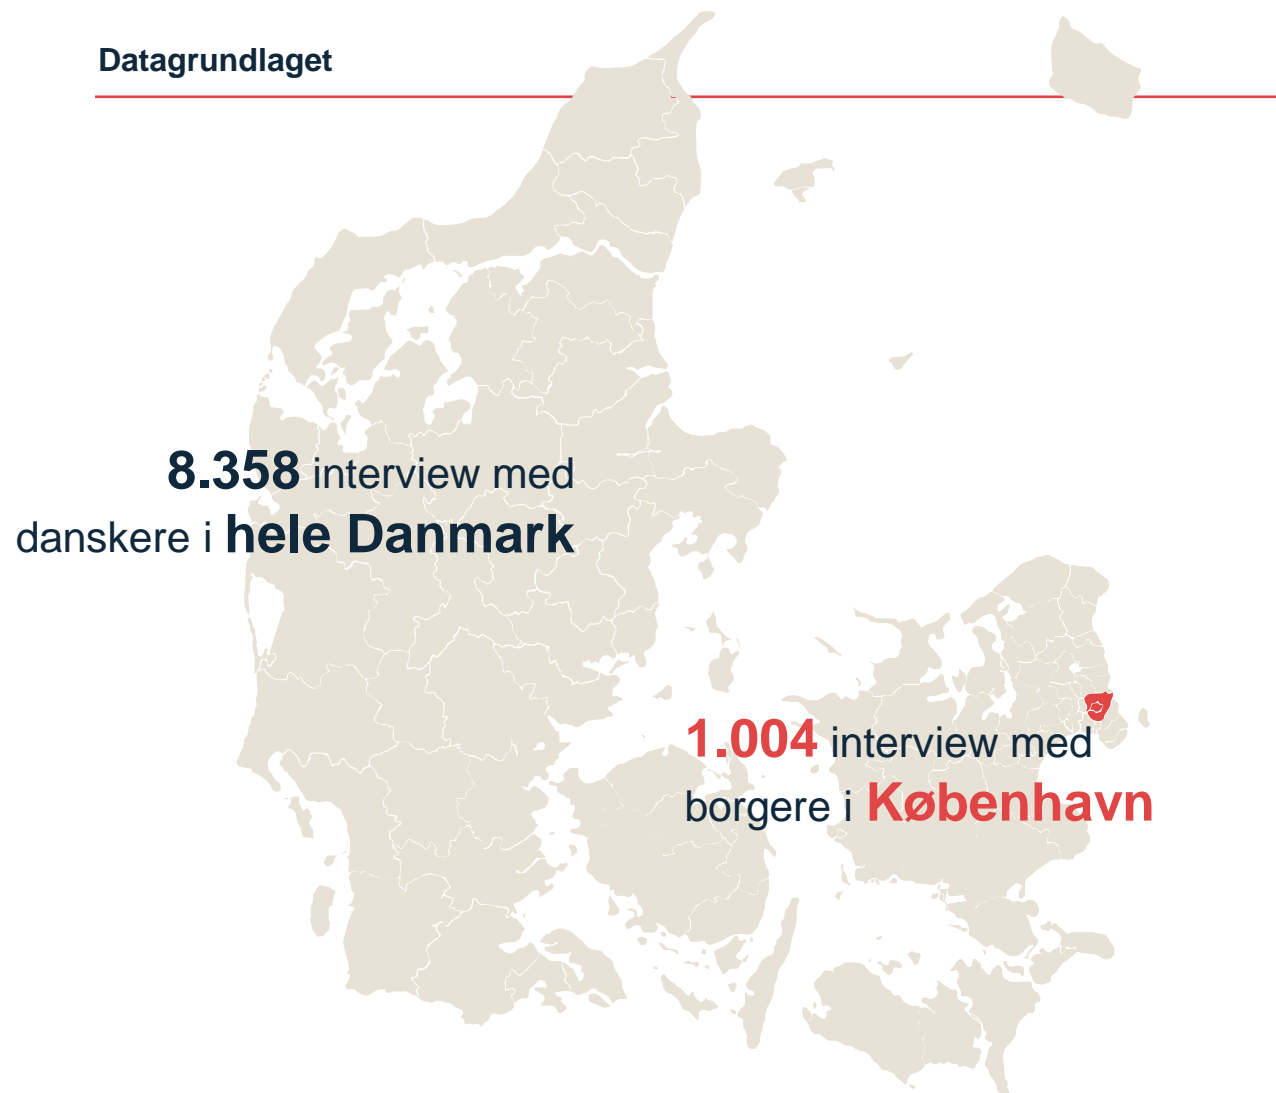 Datagrundlaget
8.358 interview med
danskere i hele Danmark
1.004 interview med
borgere i København